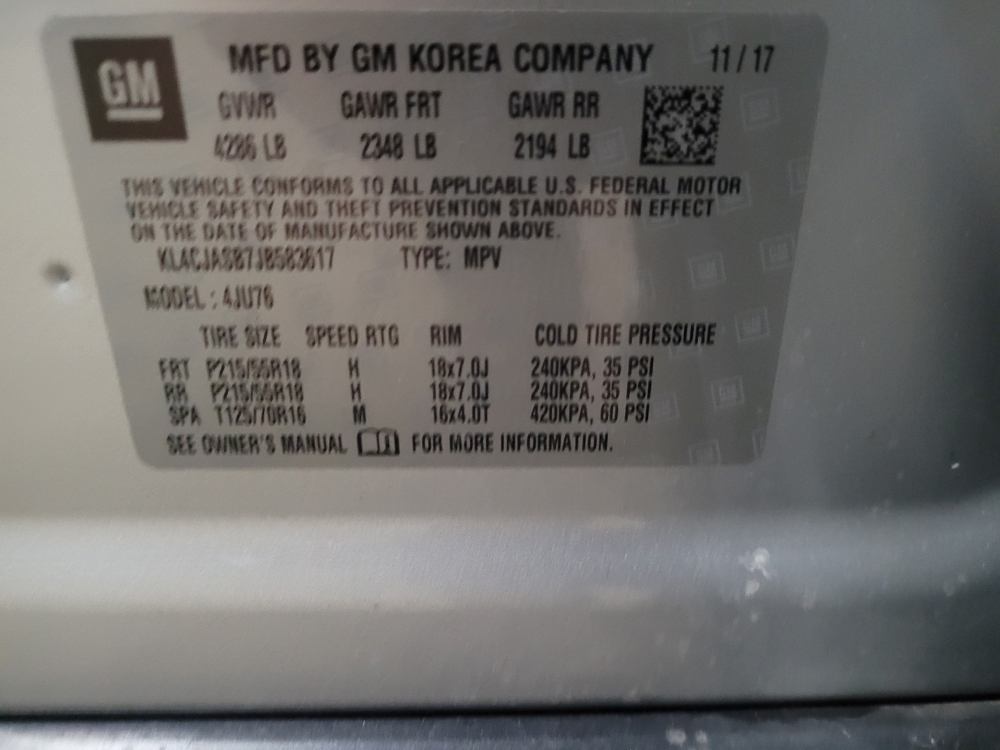 GM
MFD BY GM KOREA COMPANY 11/17
GVWR GAWR FRT GAWR RR
4286 LB 2348 LB 2194 LB
THIS VEHICLE CONFORMS TO ALL APPLICABLE U.S. FEDERAL MOTOR
VEHICLE SAFETY AND THEFT PREVENTION STANDARDS IN EFFECT
ON THE DATE OF MANUFACTURE SHOWN ABOVE.
KL4CJASB7JB583617 TYPE: MPV
MODEL : 4JU76
TIRE SIZE SPEED RTG RIM COLD TIRE PRESSURE
FRT P215/55R18 H 18x7.0J 240KPA, 35 PSI
RR P215/55R18 H 18x7.0J 240KPA, 35 PSI
SPA T125/70R16 M 16x4.0T 420KPA, 60 PSI
SEE OWNER'S MANUAL FOR MORE INFORMATION.